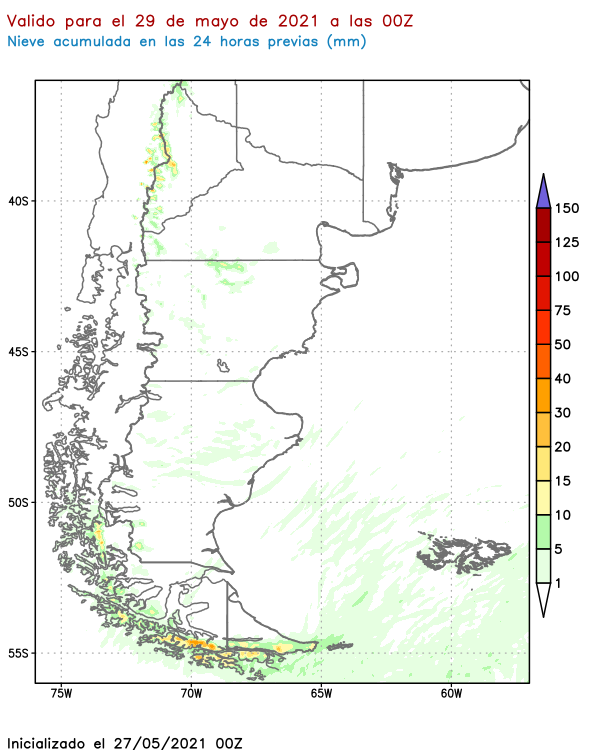 Valido para el 29 de mayo de 2021 a las 00Z
Nieve acumulada en las 24 horas previas (mm)
40S
45S
50S
55S
75W 70W 65W 60W
150
125
100
75
50
40
30
20
15
10
5
1
Inicializado el 27/05/2021 00Z